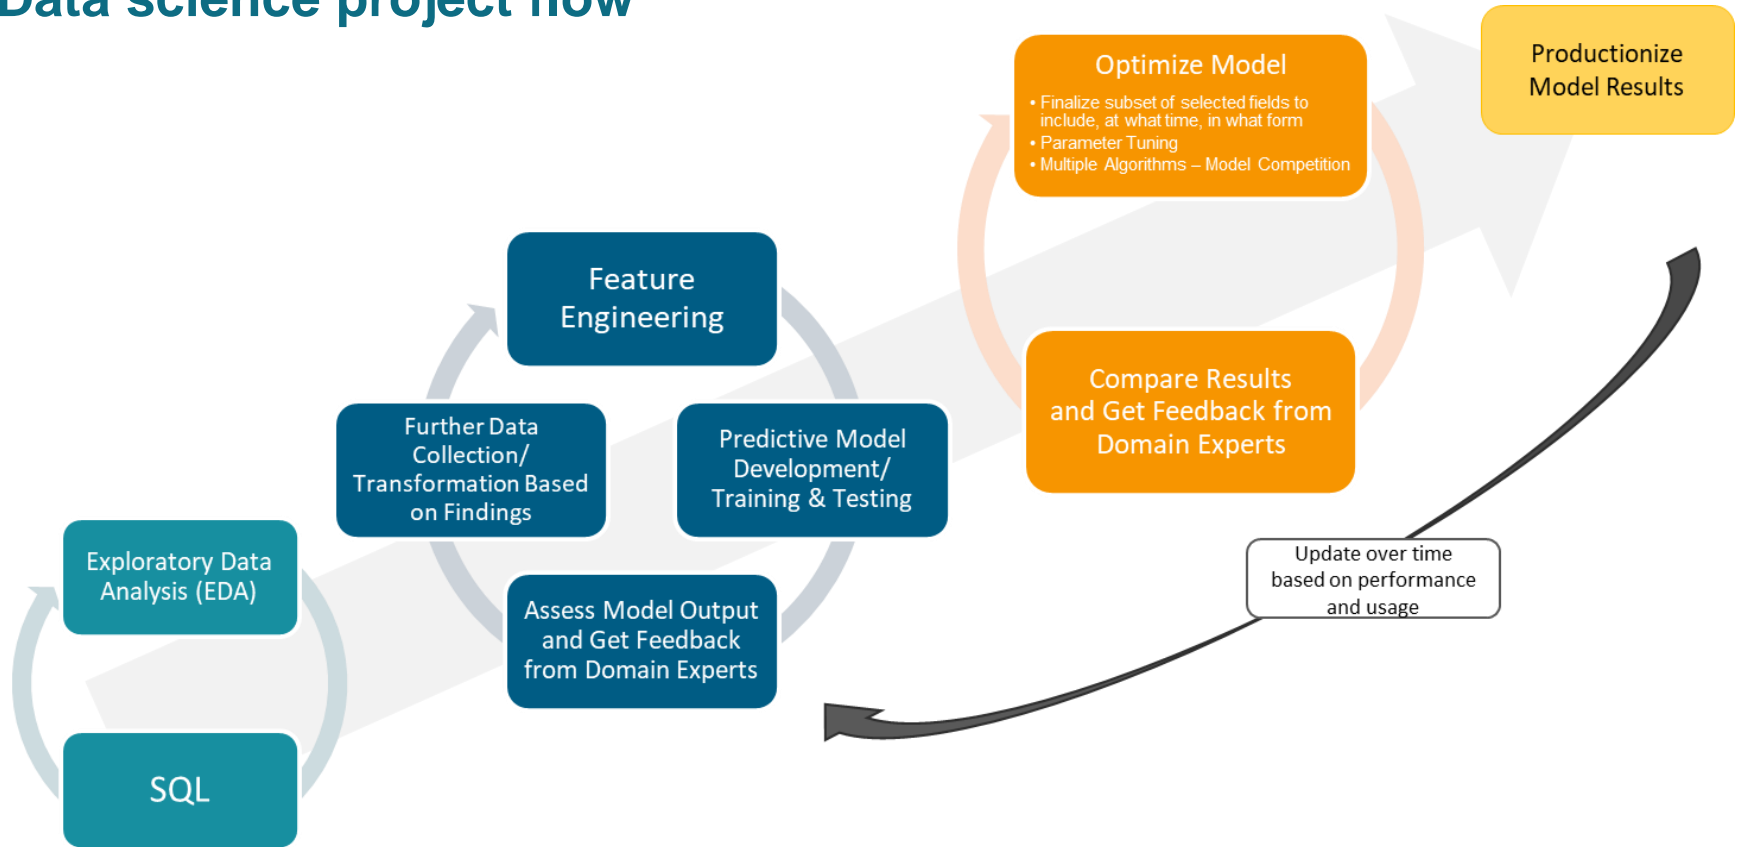 Data science project flow
Productionize
Model Results
Optimize Model
• Finalize subset of selected fields to
include, at what time, in what form
• Parameter Tuning
• Multiple Algorithms – Model Competition
Feature
Engineering
Compare Results
and Get Feedback from
Domain Experts
Further Data
Collection/
Transformation Based
on Findings
Predictive Model
Development/
Training & Testing
Exploratory Data
Analysis (EDA)
Update over time
based on performance
and usage
Assess Model Output
and Get Feedback
from Domain Experts
SQL